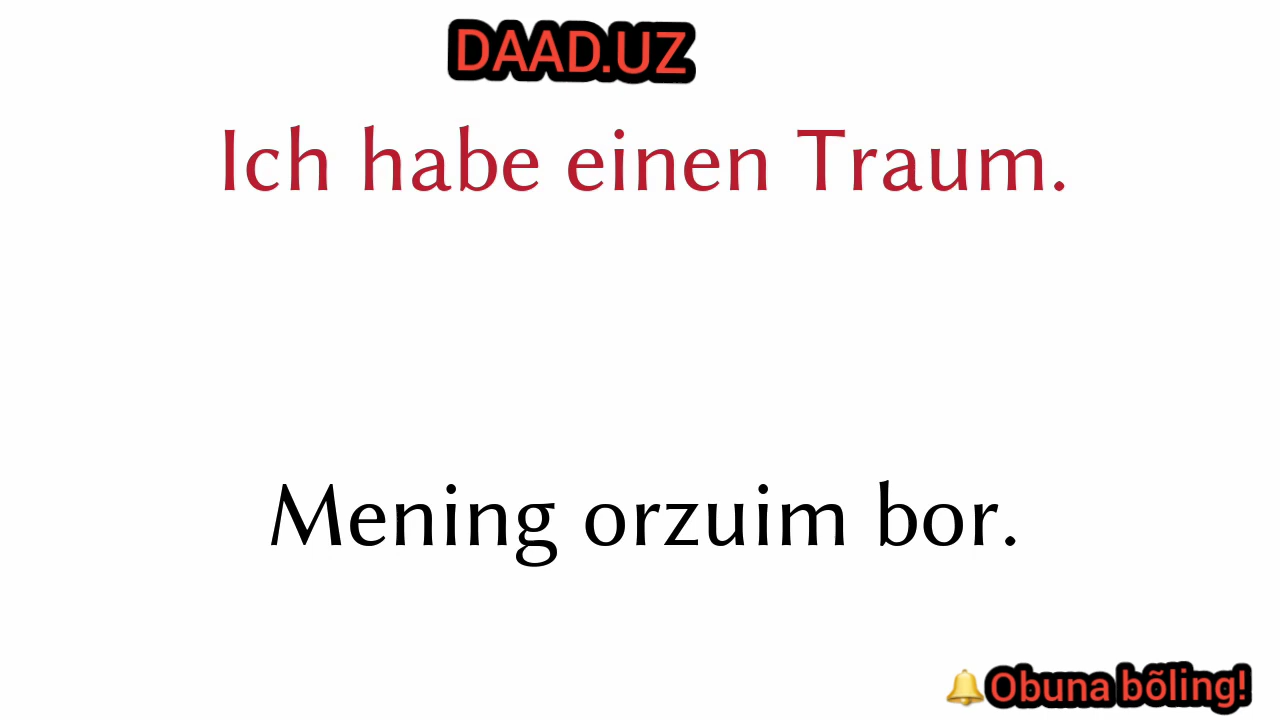 DAAD.UZ
Ich habe einen Traum.
Mening orzuim bor.
Obuna bõling!